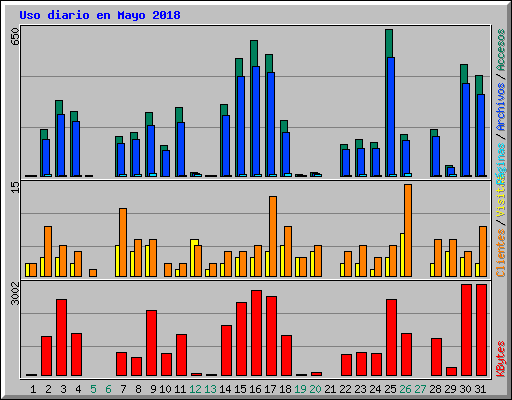 Uso diario en Mayo 2018
650
15
3002
Accesos
/
Archivos
/
Páginas
Visitas
/
Clientes
KBytes
1 2 3 4 5 6 7 8 9 10 11 12 13 14 15 16 17 18 19 20 21 22 23 24 25 26 27 28 29 30 31